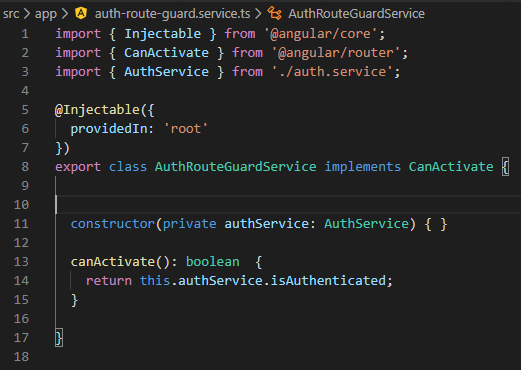 src > app > auth-route-guard.service.ts > AuthRouteGuardService
1 import { Injectable } from '@angular/core';
2 import { CanActivate } from '@angular/router';
3 import { AuthService } from './auth.service';
4
5 @Injectable({
6   providedIn: 'root'
7 })
8 export class AuthRouteGuardService implements CanActivate {
9
10
11   constructor(private authService: AuthService) { }
12
13   canActivate(): boolean  {
14     return this.authService.isAuthenticated;
15   }
16
17 }
18